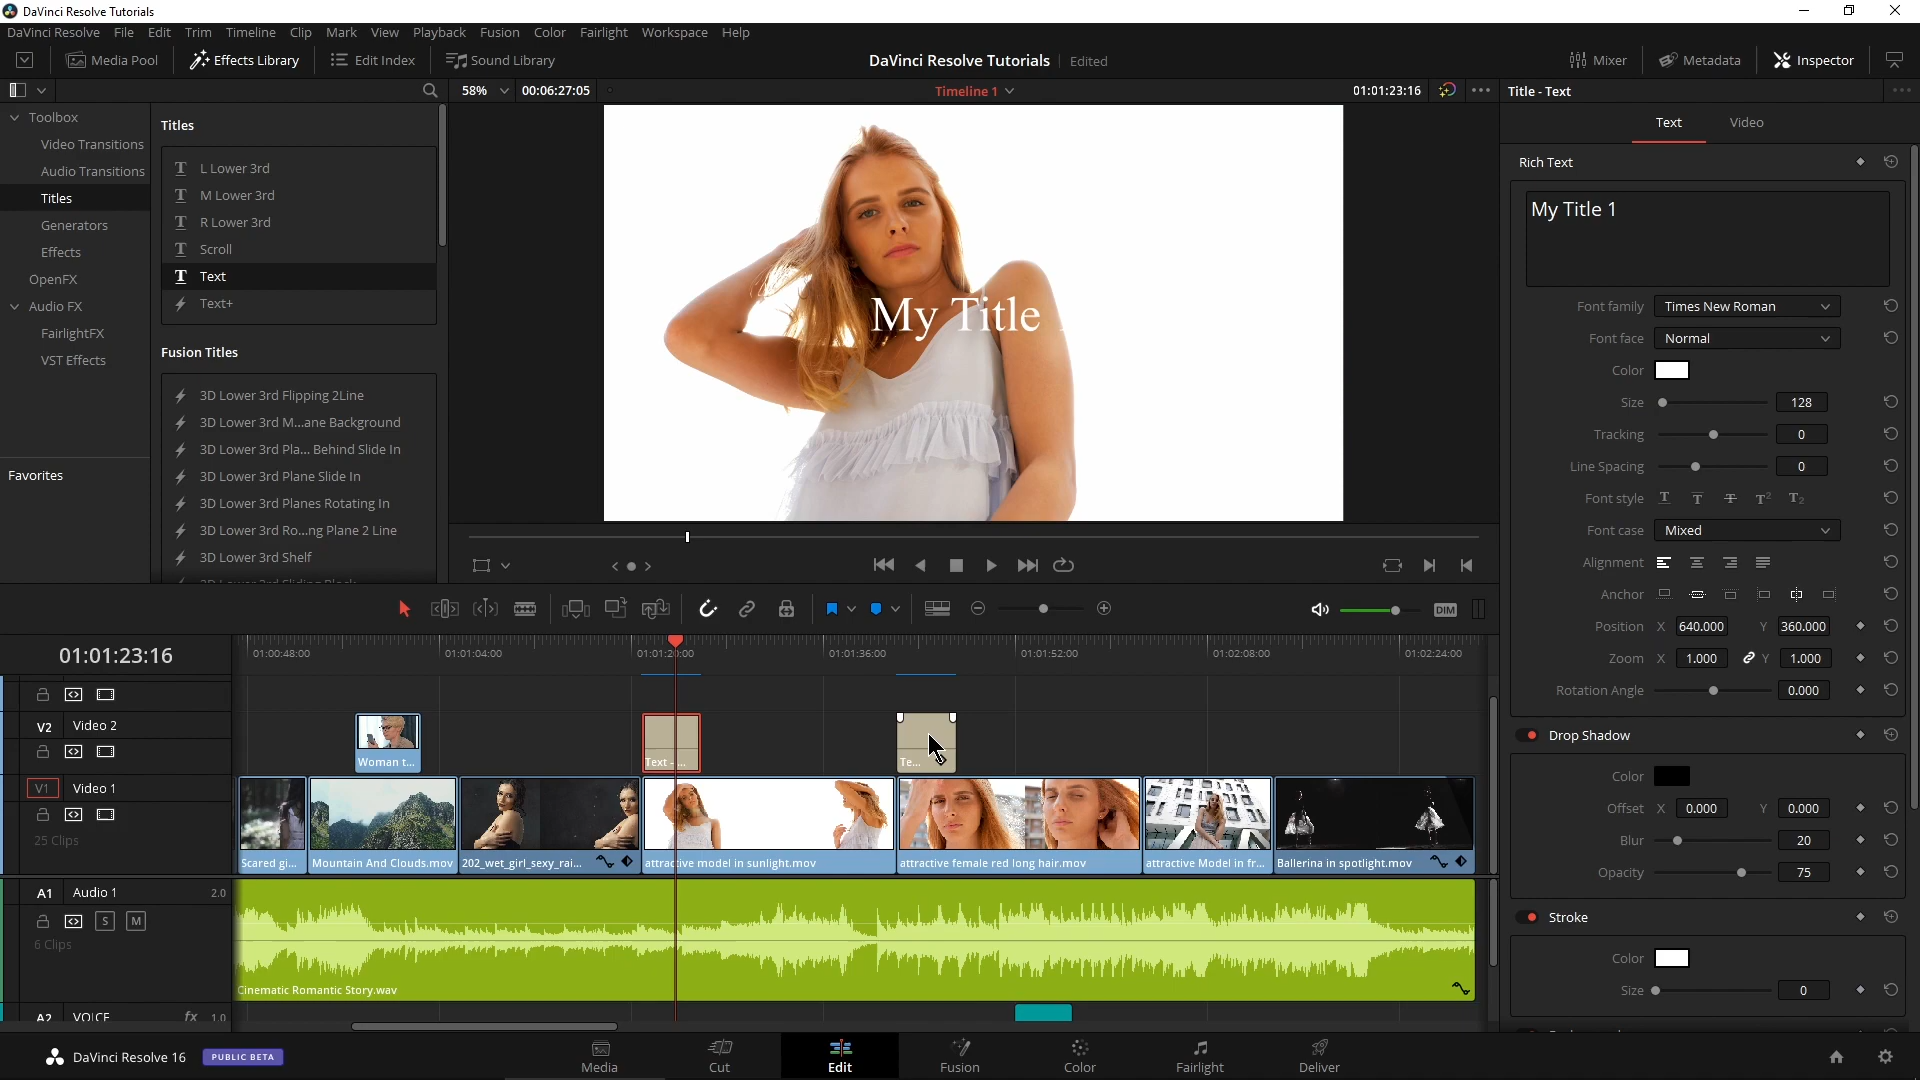 DaVinci Resolve Tutorials
DaVinci Resolve File Edit Trim Timeline Clip Mark View Playback Fusion Color Fairlight Workspace Help
Media Pool Effects Library Edit Index Sound Library DaVinci Resolve Tutorials Edited Mixer Metadata Inspector
58% 00:06:27:05 Timeline 1 01:01:23:16 Title - Text
Toolbox
Video Transitions
Audio Transitions
Titles
Generators
Effects
OpenFX
Audio FX
FairlightFX
VST Effects
Favorites
Titles
L Lower 3rd
M Lower 3rd
R Lower 3rd
Scroll
Text
Text+
Fusion Titles
3D Lower 3rd Flipping 2Line
3D Lower 3rd M...ane Background
3D Lower 3rd Pla... Behind Slide In
3D Lower 3rd Plane Slide In
3D Lower 3rd Planes Rotating In
3D Lower 3rd Ro...ng Plane 2 Line
3D Lower 3rd Shelf
My Title 1
Text Video
Rich Text
My Title 1
Font family Times New Roman
Font face Normal
Color
Size 128
Tracking 0
Line Spacing 0
Font style T T T T2 T2
Font case Mixed
Alignment
Anchor
Position X 640.000 Y 360.000
Zoom X 1.000 Y 1.000
Rotation Angle 0.000
Drop Shadow
Color
Offset X 0.000 Y 0.000
Blur 20
Opacity 75
Stroke
Color
Size 0
DIM
01:01:23:16 01:00:48:00 01:01:04:00 01:01:20:00 01:01:36:00 01:01:52:00 01:02:08:00 01:02:24:00
V2 Video 2
Woman t... Text - ... Te...
V1 Video 1
25 Clips
Scared gi... Mountain And Clouds.mov 202_wet_girl_sexy_rai... attractive model in sunlight.mov attractive female red long hair.mov attractive Model in fr... Ballerina in spotlight.mov
A1 Audio 1 2.0
S M
6 Clips
Cinematic Romantic Story.wav
A2 VOICE fx 1.0
DaVinci Resolve 16 PUBLIC BETA Media Cut Edit Fusion Color Fairlight Deliver